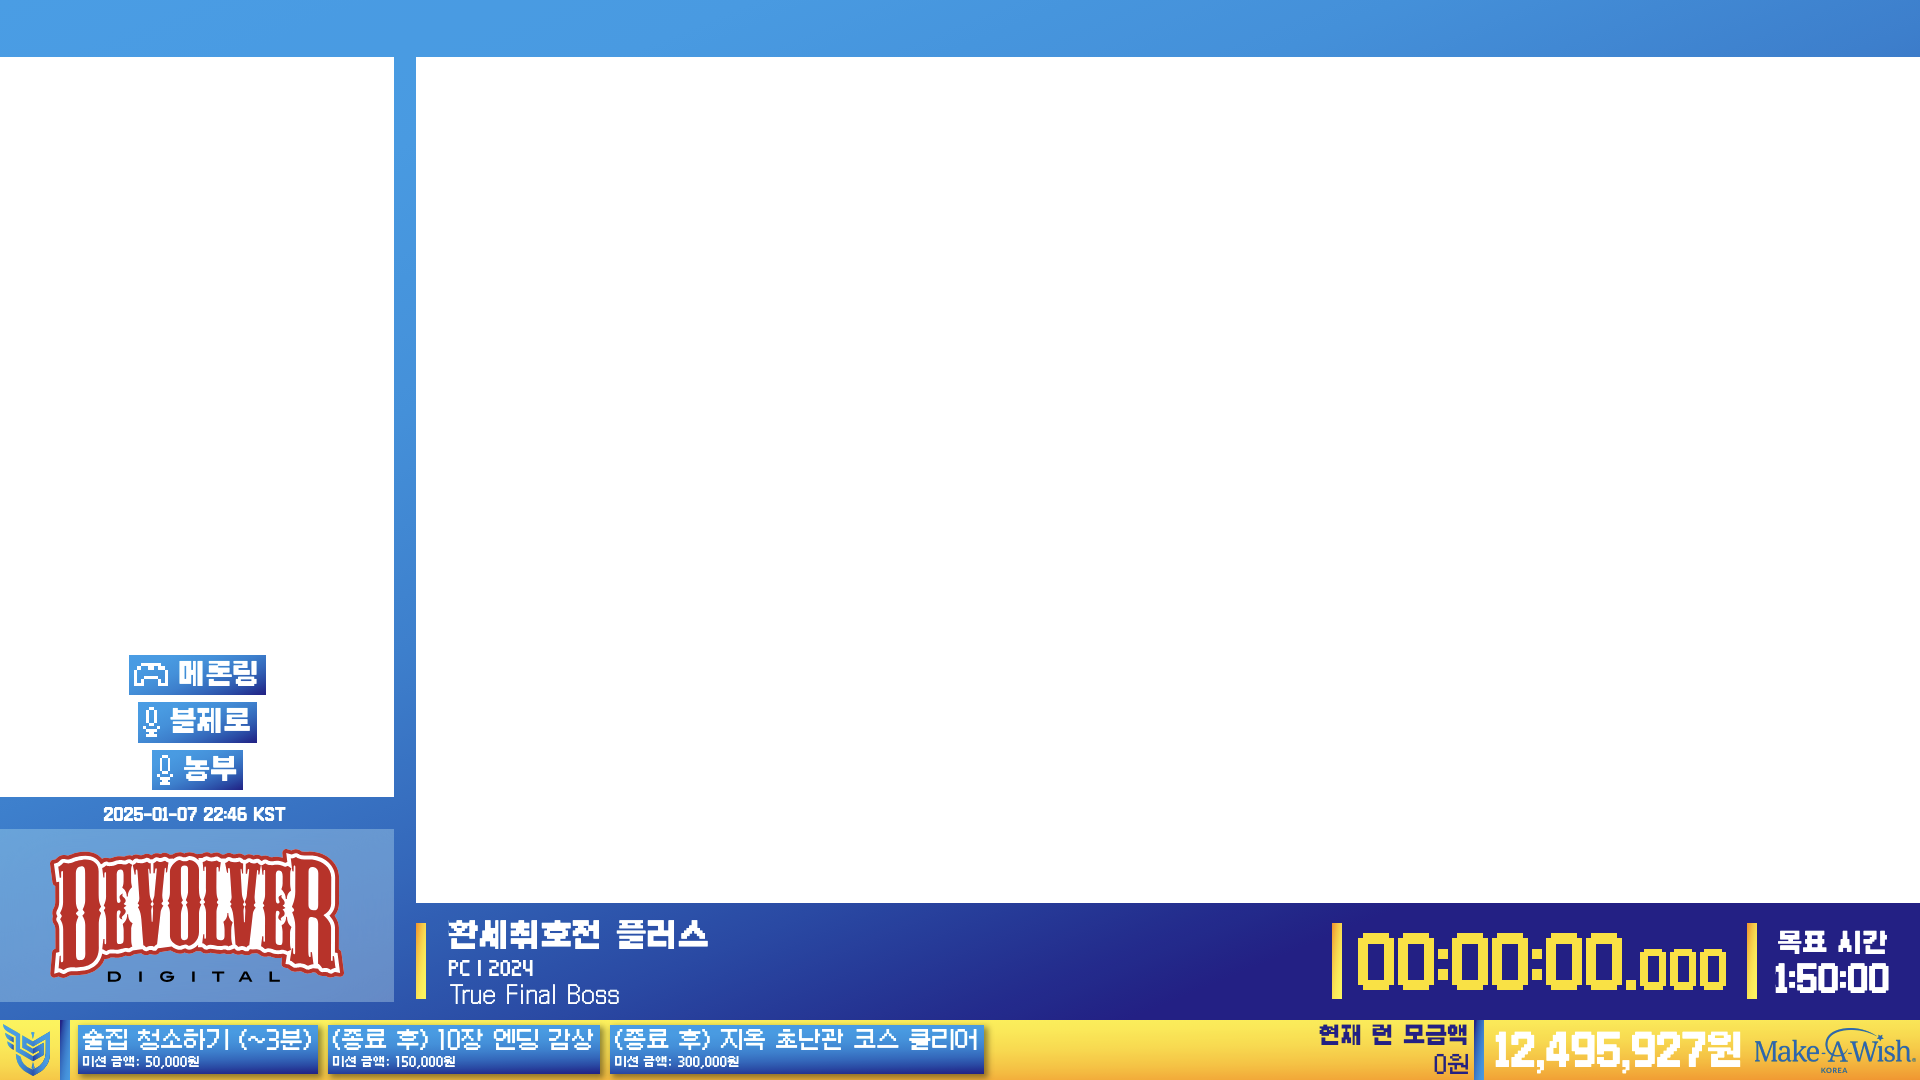 메론링
블제로
농부
2025-01-07 22:46 KST
DEVOLVER
DIGITAL
환세취호전 플러스
PC | 2024
True Final Boss
00:00:00.000
목표 시간
1:50:00
술집 청소하기 (~3분)
미션 금액: 50,000원
(종료 후) 10장 엔딩 감상
미션 금액: 150,000원
(종료 후) 지옥 초난관 코스 클리어
미션 금액: 300,000원
현재 런 모금액
0원
12,495,927원
Make-A-Wish.
KOREA